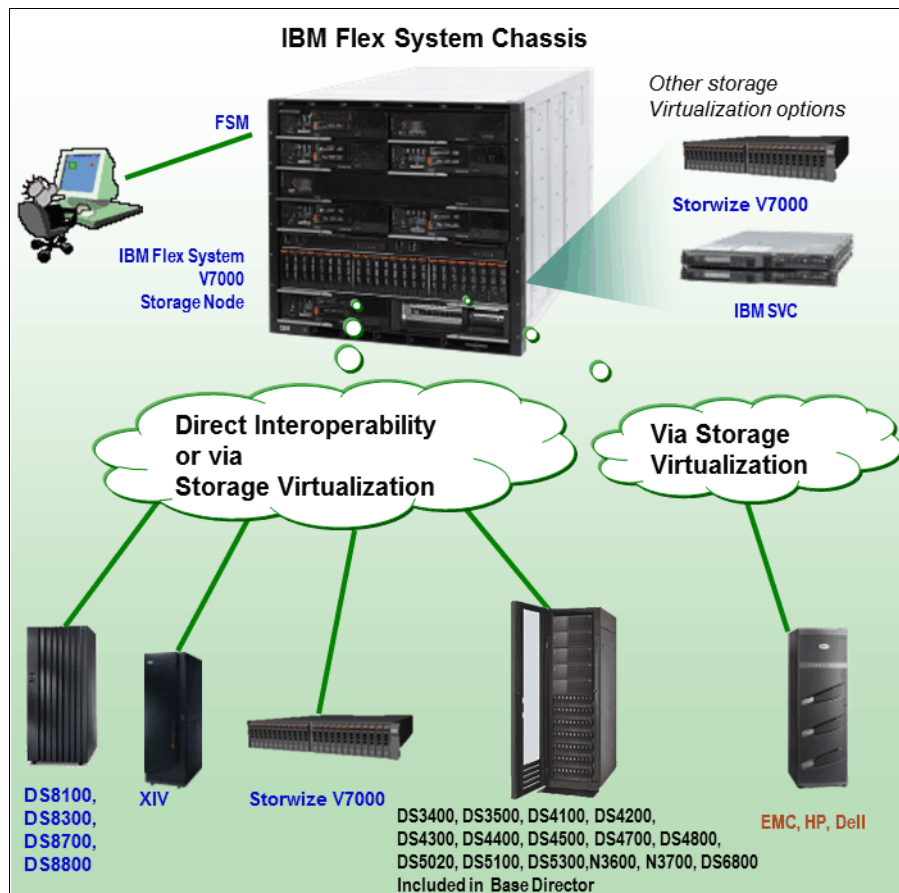 IBM Flex System Chassis
Other storage
Virtualization options
FSM
Storwize V7000
IBM Flex System
V7000
Storage Node
IBM SVC
IBM
Direct Interoperability
or via
Storage Virtualization
Via Storage
Virtualization
DS8100,
DS8300,
DS8700,
DS8800
XIV
Storwize V7000
DS3400, DS3500, DS4100, DS4200,
DS4300, DS4400, DS4500, DS4700, DS4800,
DS5020, DS5100, DS5300,N3600, N3700, DS6800
Included in Base Director
EMC, HP, Dell